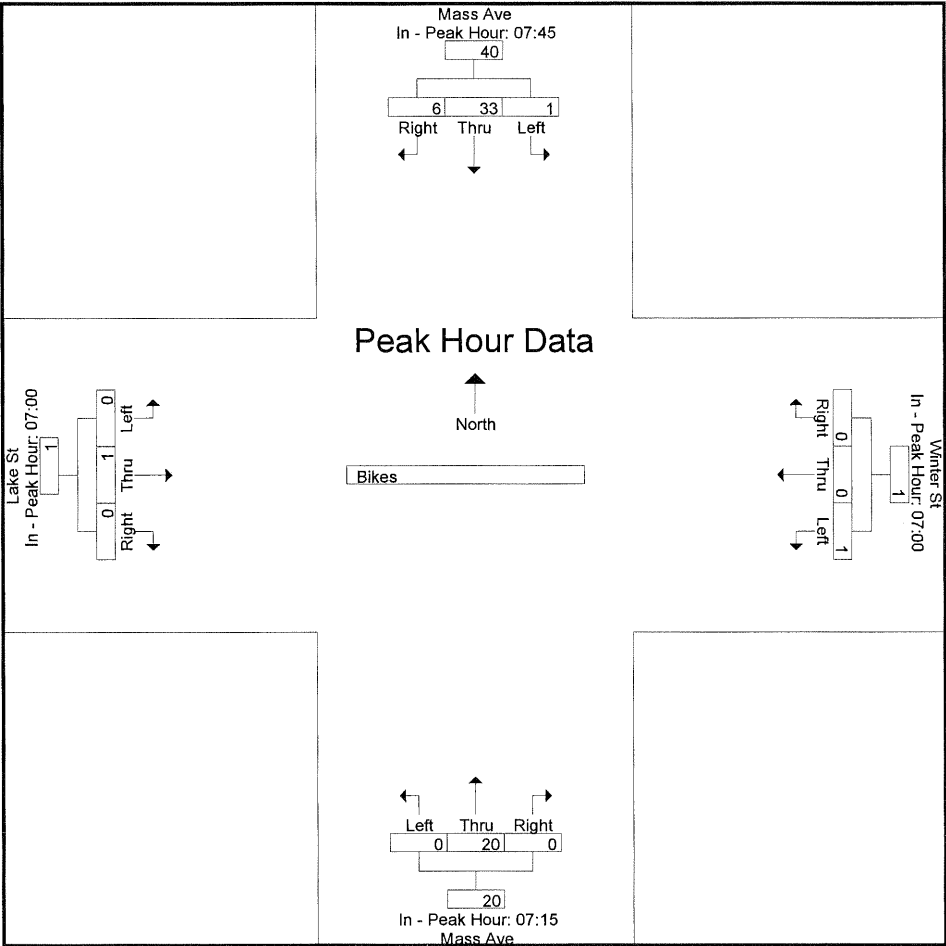 Mass Ave
In - Peak Hour: 07:45
40
6 33 1
Right Thru Left
Peak Hour Data
North
Bikes
Lake St
In - Peak Hour: 07:00
1
0 1 0
Left Thru Right
Winter St
In - Peak Hour: 07:00
1
0 0 1
Right Thru Left
Left Thru Right
0 20 0
20
In - Peak Hour: 07:15
Mass Ave